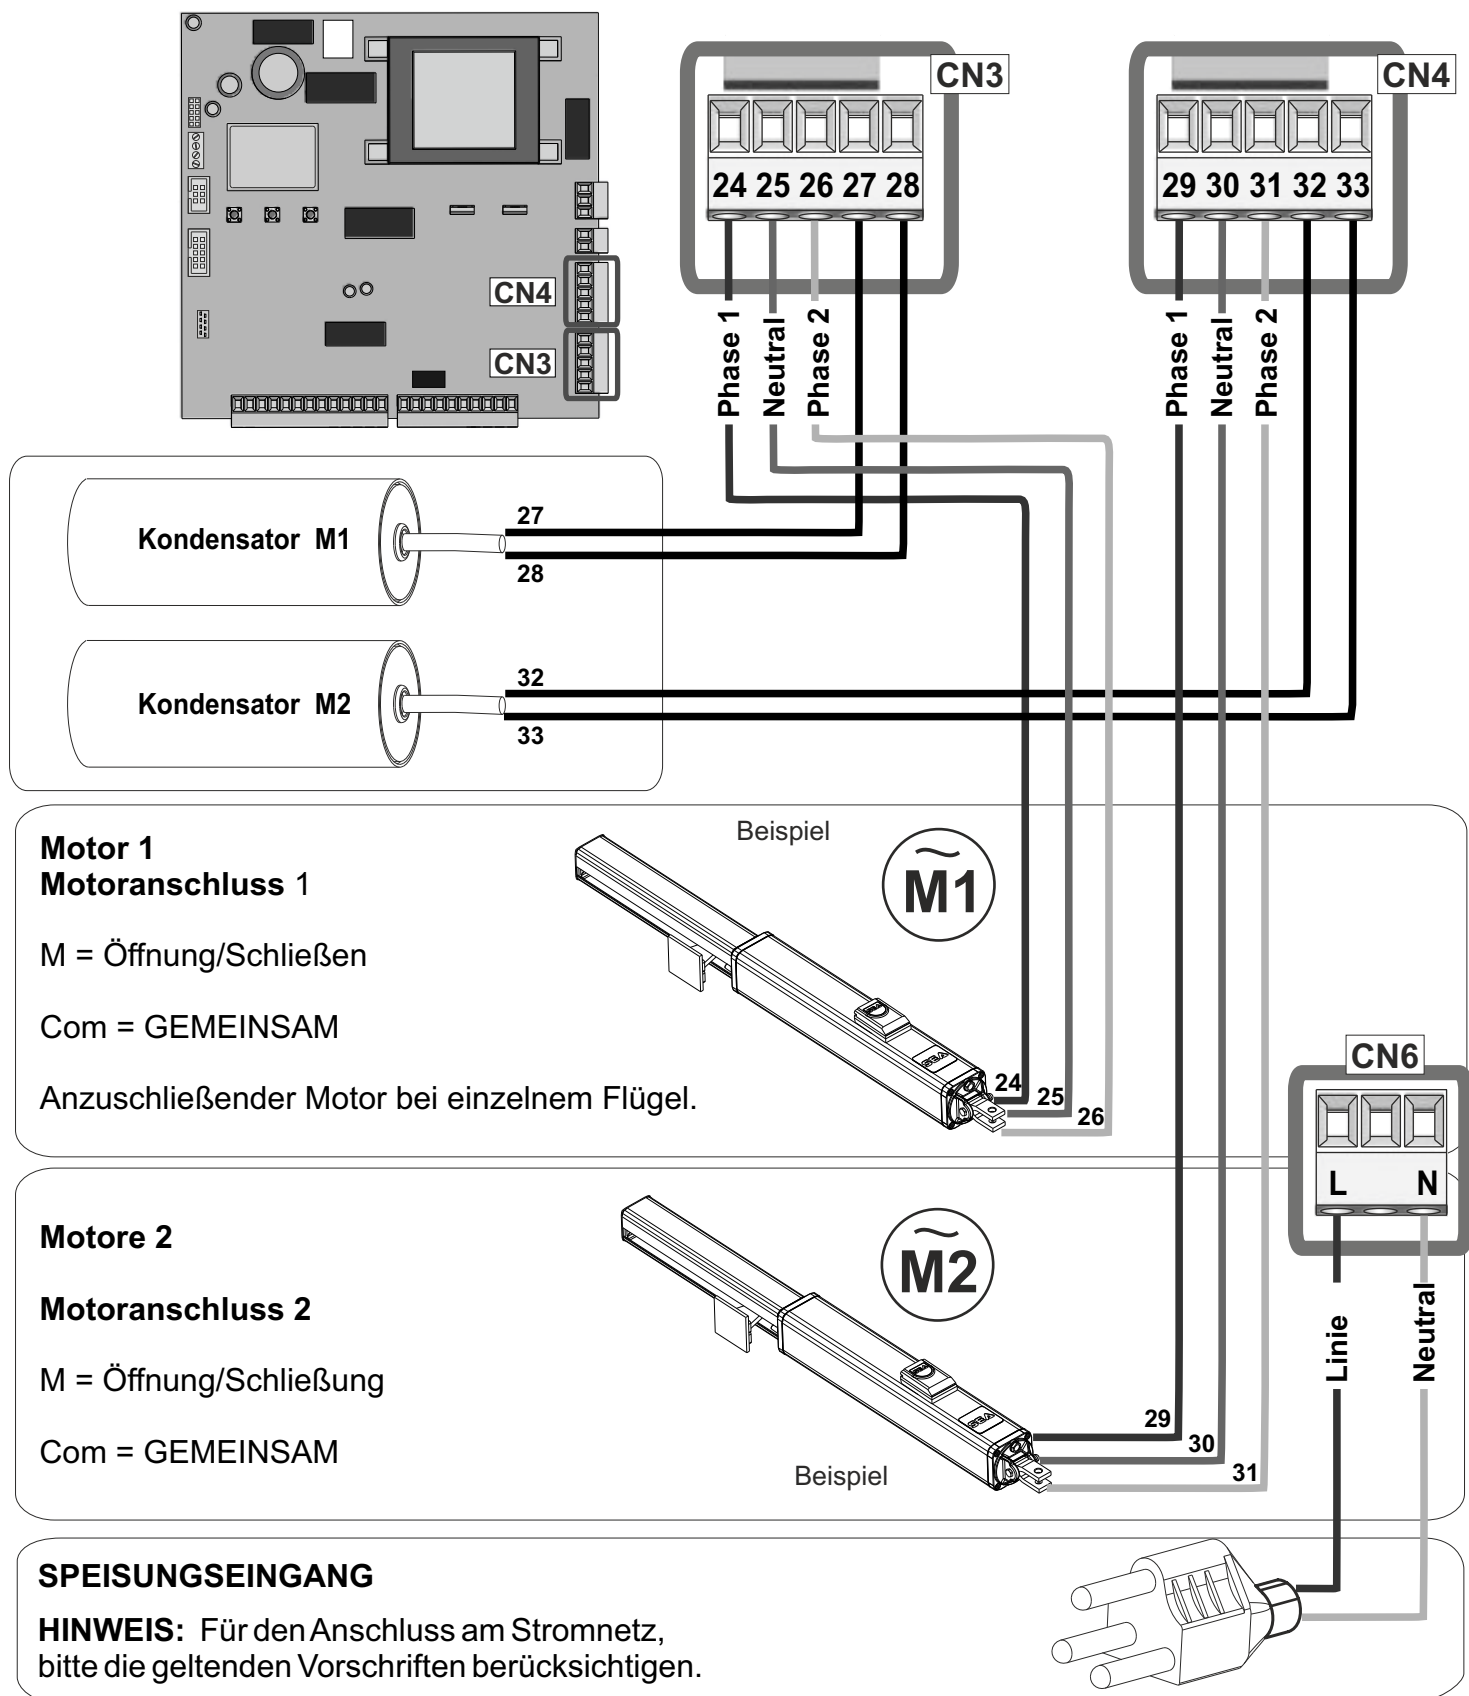 CN3
CN4
24 25 26 27 28
29 30 31 32 33
CN4
CN3
Phase 1
Neutral
Phase 2
Phase 1
Neutral
Phase 2
Kondensator M1
27
28
Kondensator M2
32
33
Motor 1
Motoranschluss 1
M = Öffnung/Schließen
Com = GEMEINSAM
Anzuschließender Motor bei einzelnem Flügel.
Beispiel
M1
SEA
24
25
26
CN6
L N
Linie
Neutral
Motore 2
Motoranschluss 2
M = Öffnung/Schließung
Com = GEMEINSAM
M2
SEA
Beispiel
29
30
31
SPEISUNGSEINGANG
HINWEIS: Für den Anschluss am Stromnetz,
bitte die geltenden Vorschriften berücksichtigen.